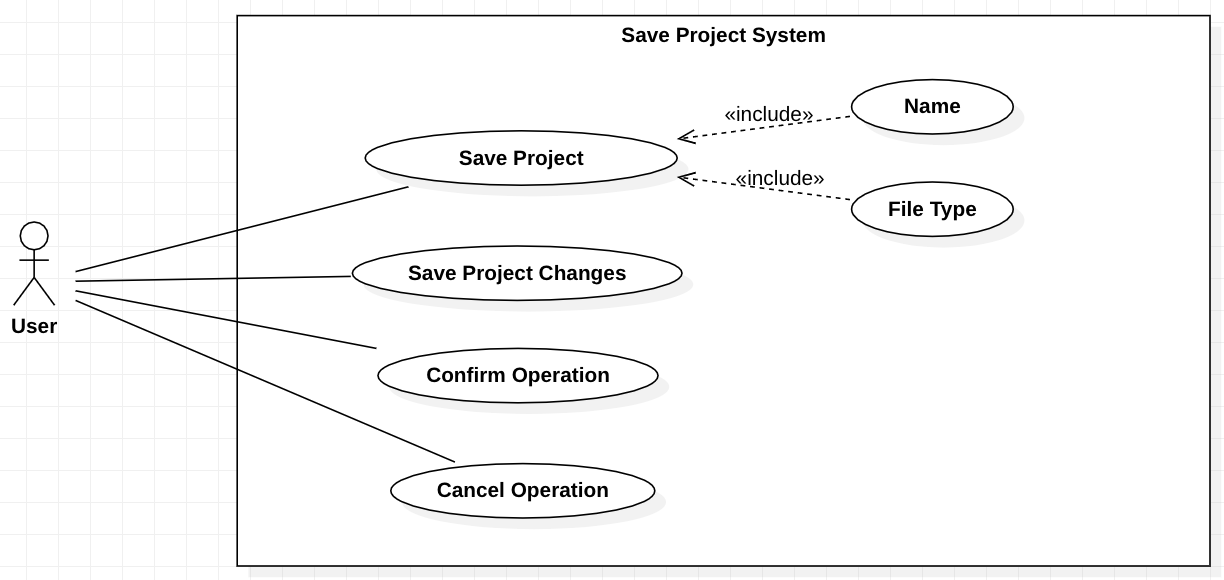 Save Project System
Name
«include»
Save Project
«include»
File Type
Save Project Changes
User
Confirm Operation
Cancel Operation